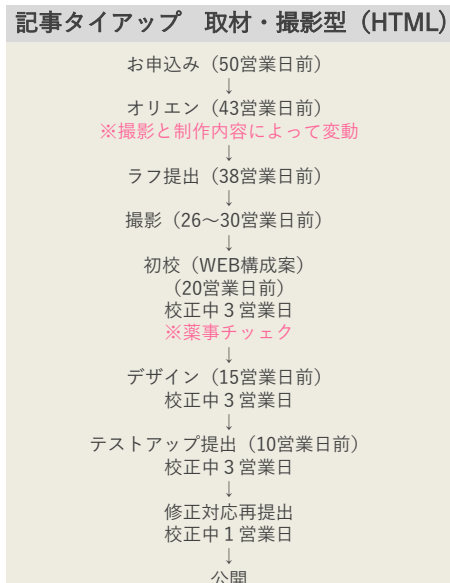 記事タイアップ　取材・撮影型（HTML）
お申込み（50営業日前）
↓
オリエン（43営業日前）
※撮影と制作内容によって変動
↓
ラフ提出（38営業日前）
↓
撮影（26～30営業日前）
↓
初校（WEB構成案）
（20営業日前）
校正中３営業日
※薬事チッェク
↓
デザイン（15営業日前）
校正中３営業日
↓
テストアップ提出（10営業日前）
校正中３営業日
↓
修正対応再提出
校正中１営業日
↓
公開